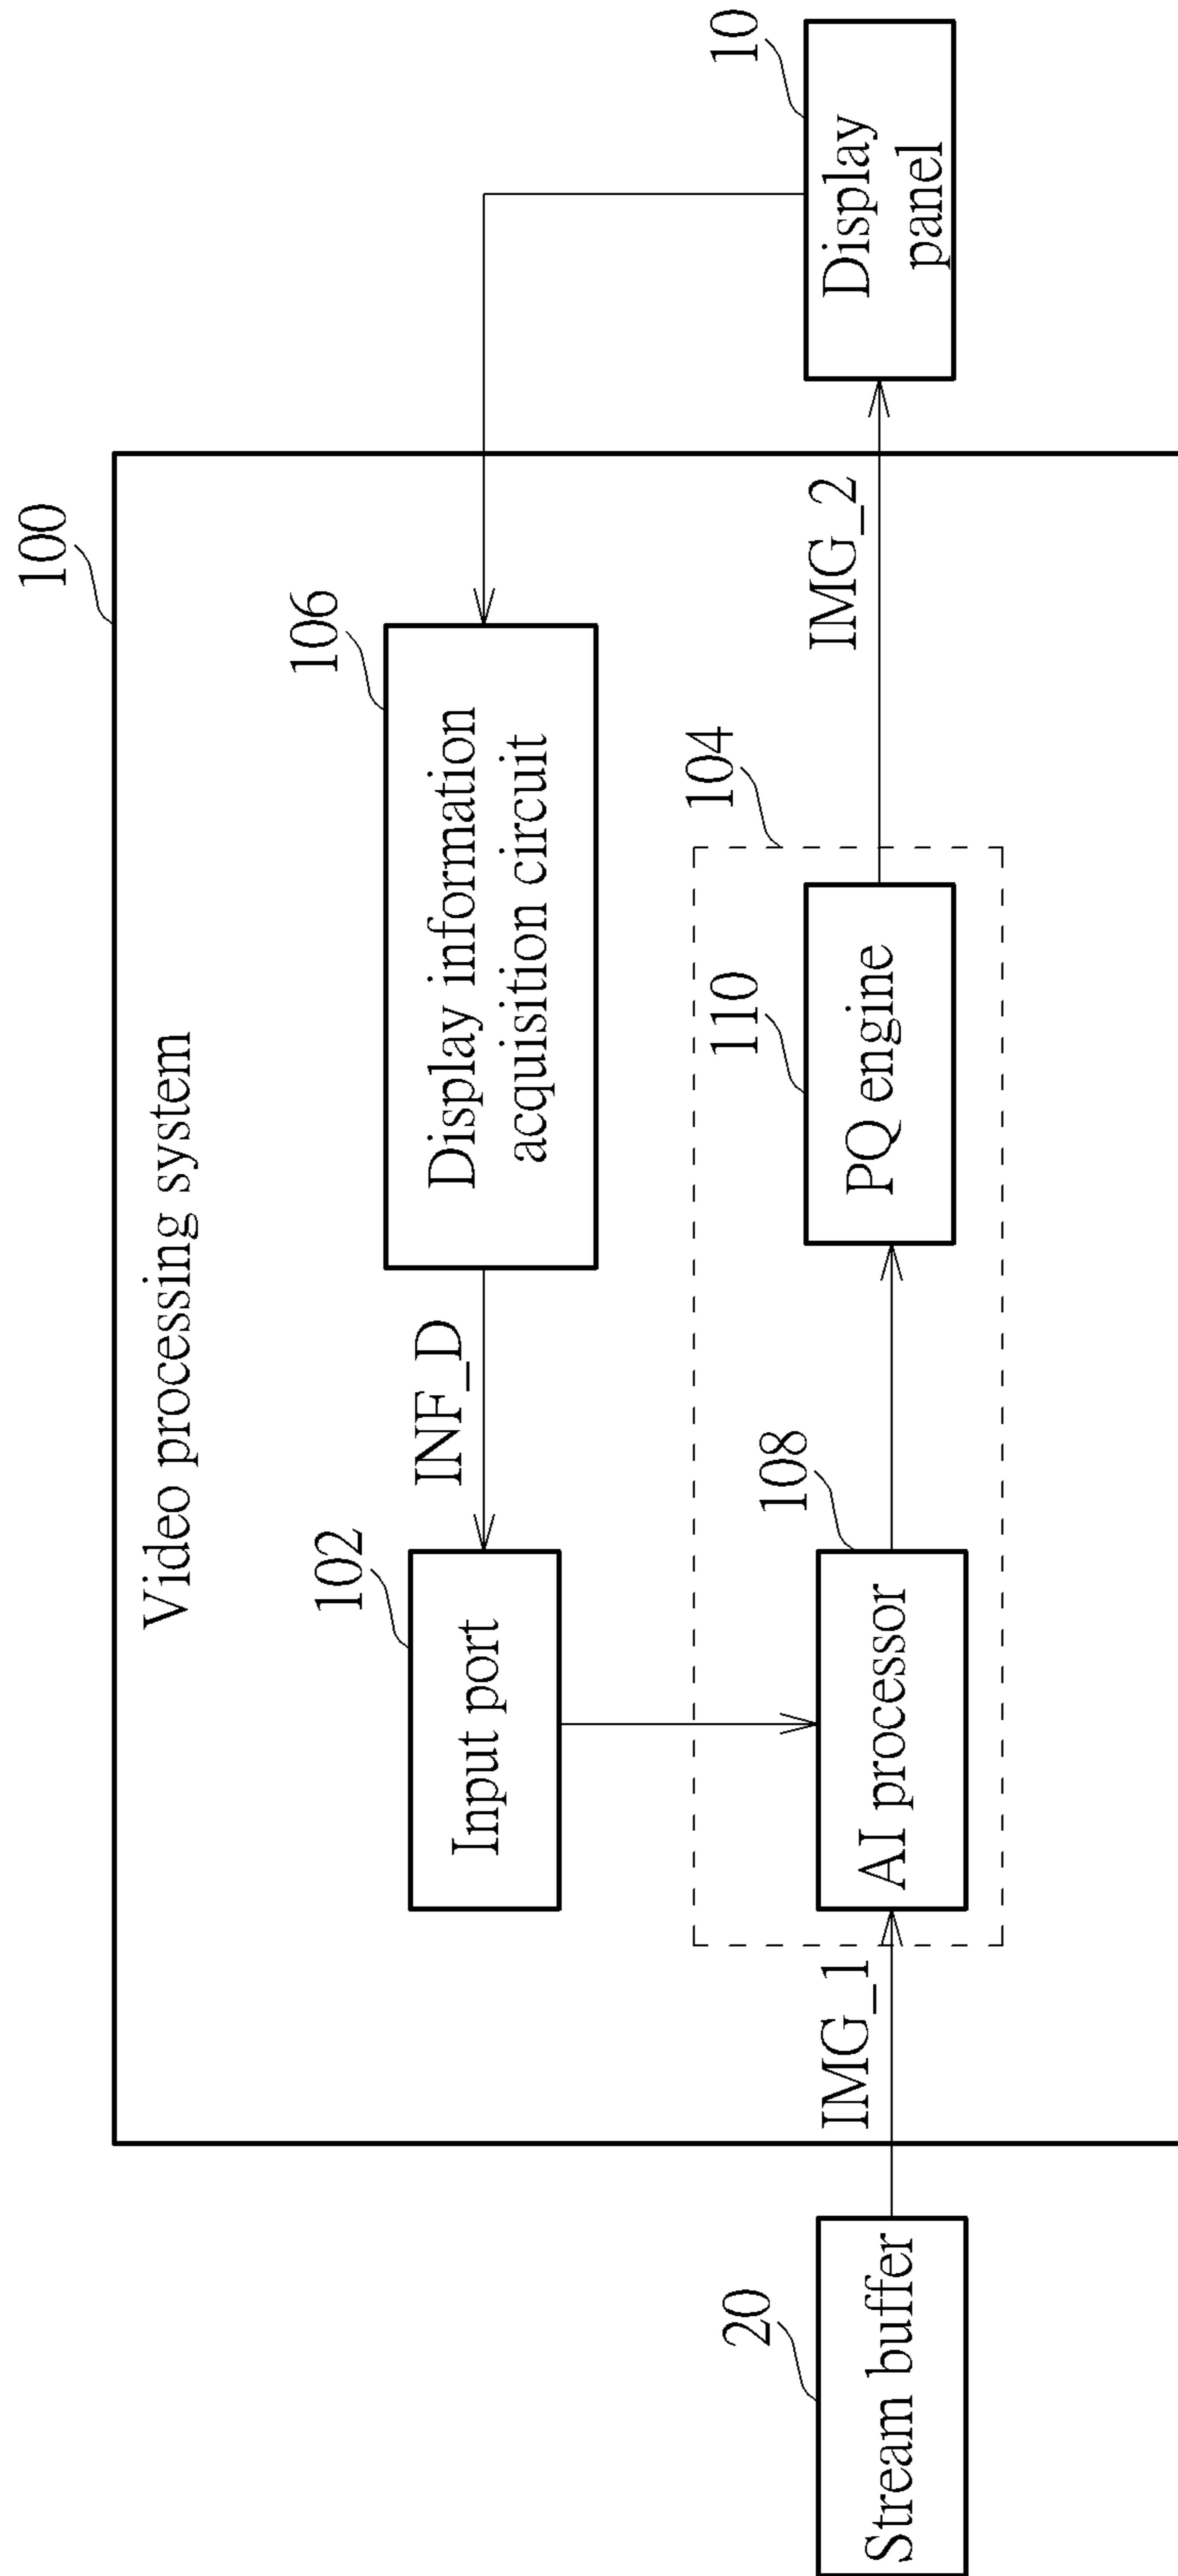 100
Video processing system
102
Input port
INF_D
106
Display information
acquisition circuit
10
Display
panel
20
Stream buffer
IMG_1
108
AI processor
110
PQ engine
104
IMG_2